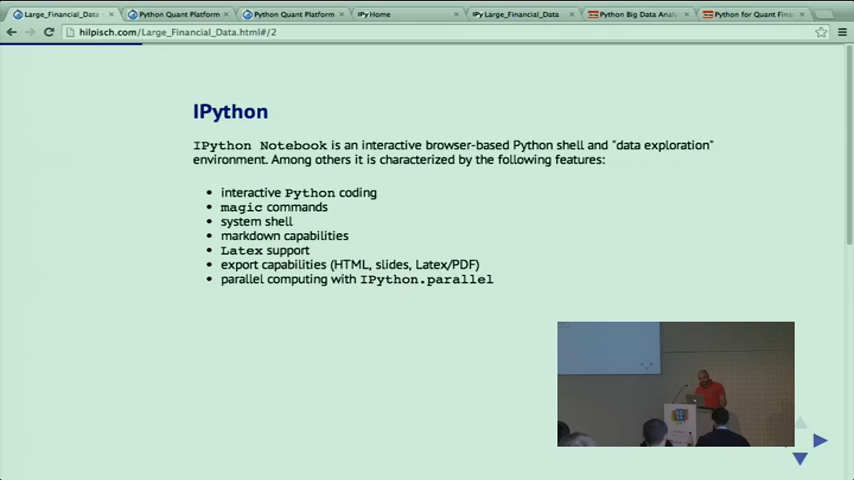 Large_Financial_Data.
Python Quant Platform
Python Quant Platform
IPy Home
IPy Large_Financial_Data
Python Big Data Analy
Python for Quant Finan
hilpisch.com/Large_Financial_Data.html#/2
IPython
IPython Notebook is an interactive browser-based Python shell and "data exploration"
environment. Among others it is characterized by the following features:
interactive Python coding
magic commands
system shell
markdown capabilities
Latex support
export capabilities (HTML, slides, Latex/PDF)
parallel computing with IPython.parallel